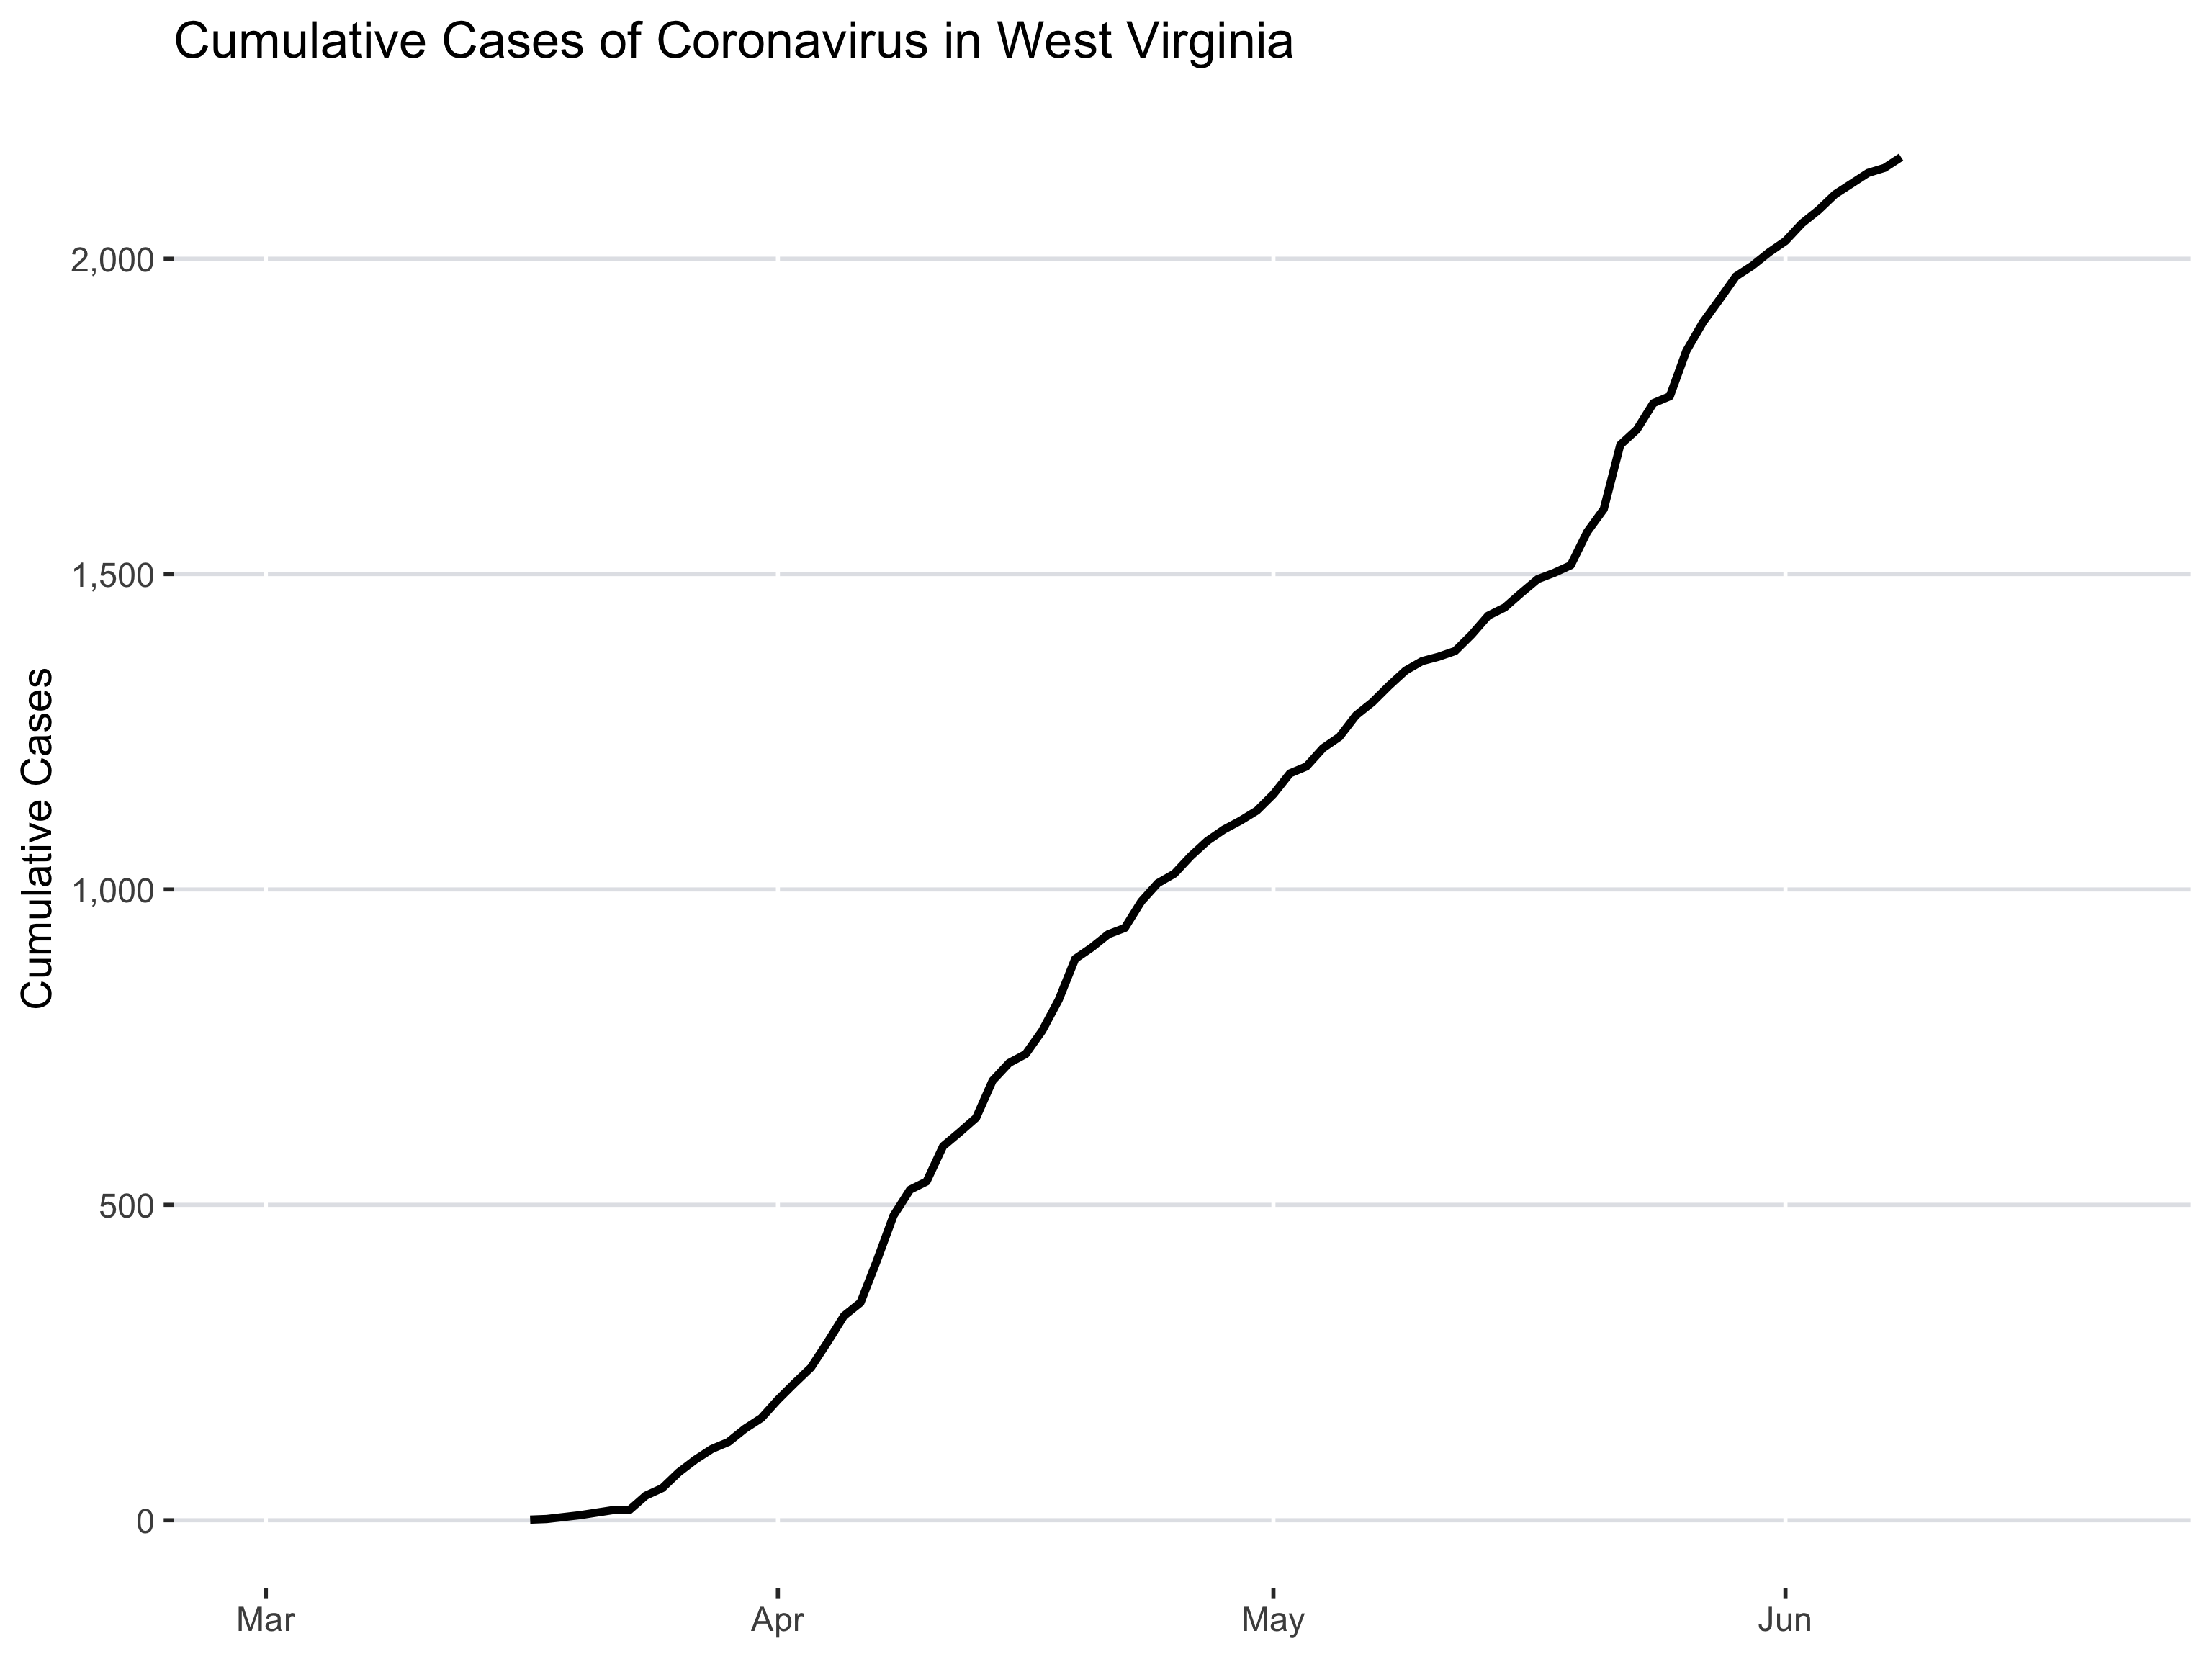 Cumulative Cases of Coronavirus in West Virginia
Cumulative Cases
2,000
1,500
1,000
500
0
Mar Apr May Jun